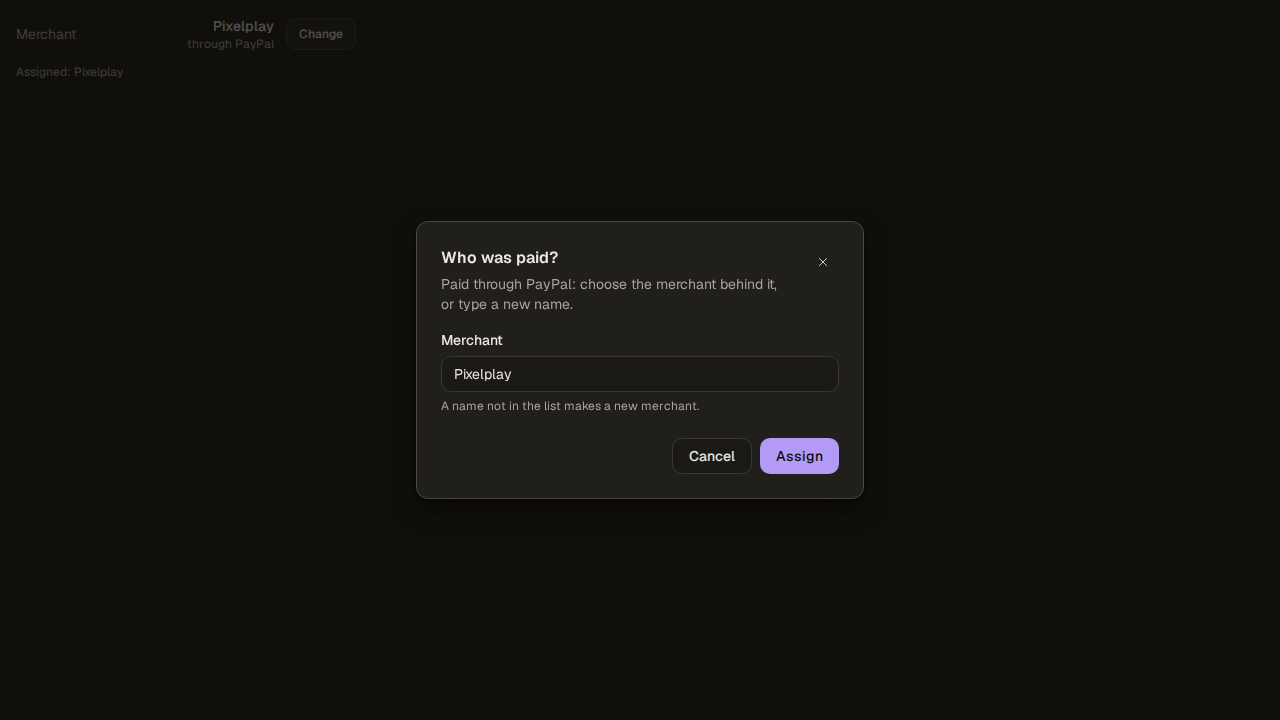 Merchant
Pixelplay
through PayPal
Change
Assigned: Pixelplay
Who was paid?
Paid through PayPal: choose the merchant behind it,
or type a new name.
Merchant
Pixelplay
A name not in the list makes a new merchant.
Cancel
Assign